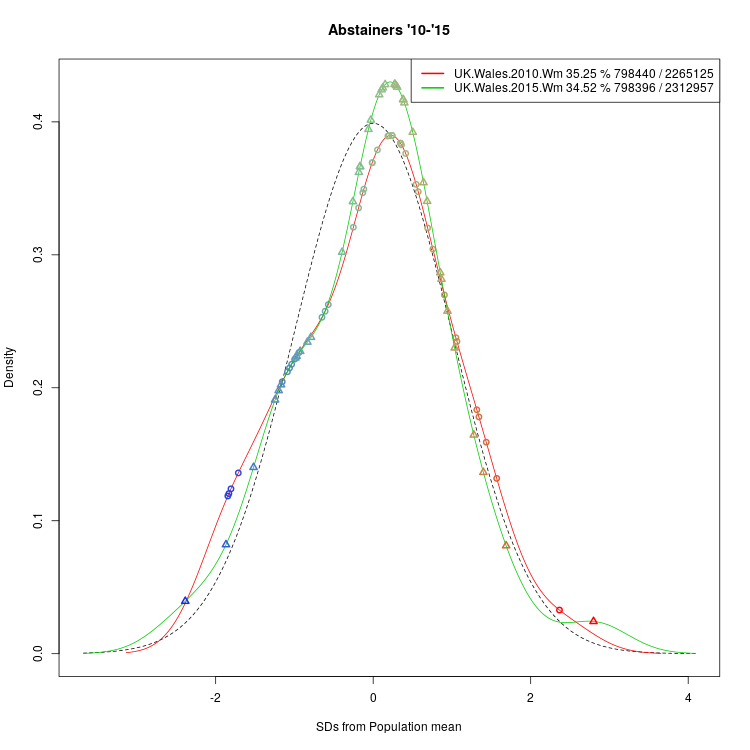 Abstainers '10-'15
UK.Wales.2010.Wm 35.25 % 798440 / 2265125
UK.Wales.2015.Wm 34.52 % 798396 / 2312957
Density
0.4
0.3
0.2
0.1
0.0
-2 0 2 4
SDs from Population mean